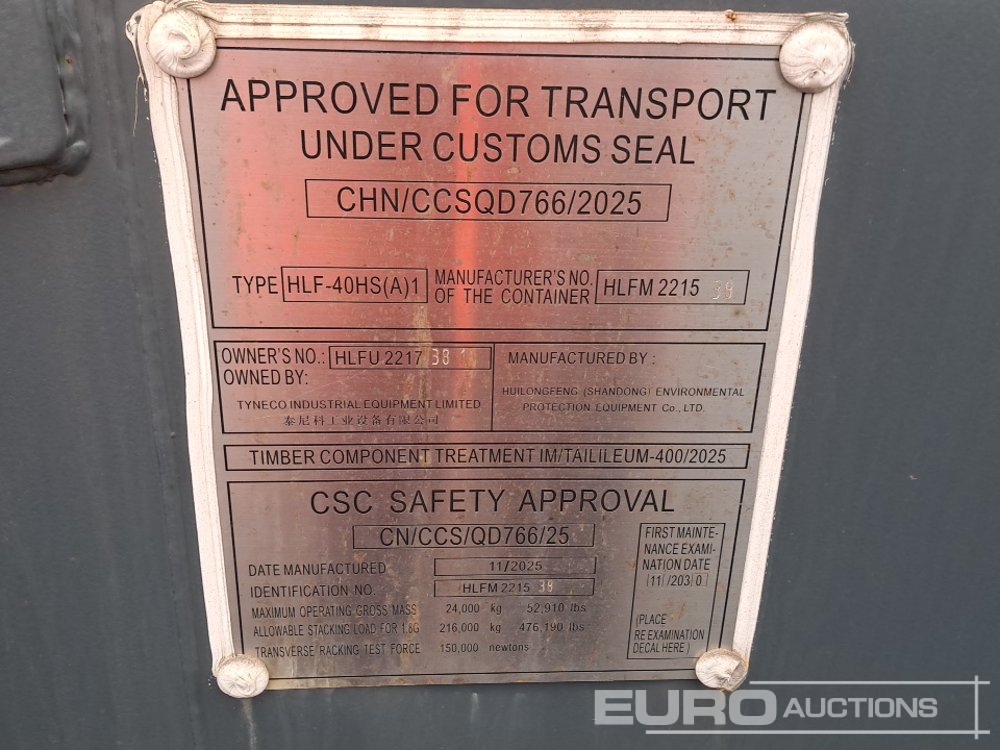 APPROVED FOR TRANSPORT
UNDER CUSTOMS SEAL
CHN/CCSQD766/2025
TYPE HLF-40HS(A)1 MANUFACTURER'S NO. OF THE CONTAINER HLFM 2215 38
OWNER'S NO.: HLFU 2217 38
OWNED BY:
TYNECO INDUSTRIAL EQUIPMENT LIMITED
泰尼科工业设备有限公司
MANUFACTURED BY :
HUILONGFENG (SHANDONG) ENVIRONMENTAL
PROTECTION EQUIPMENT Co., LTD.
TIMBER COMPONENT TREATMENT IM/TAILILEUM-400/2025
CSC SAFETY APPROVAL
CN/CCS/QD766/25
DATE MANUFACTURED 11/2025
IDENTIFICATION NO. HLFM 2215 38
MAXIMUM OPERATING GROSS MASS 24,000 kg 52,910 lbs
ALLOWABLE STACKING LOAD FOR 1.8G 216,000 kg 476,190 lbs
TRANSVERSE RACKING TEST FORCE 150,000 newtons
FIRST MAINTE-
NANCE EXAMI-
NATION DATE
(11 /203 0)
(PLACE
RE EXAMINATION
DECAL HERE )
EURO AUCTIONS